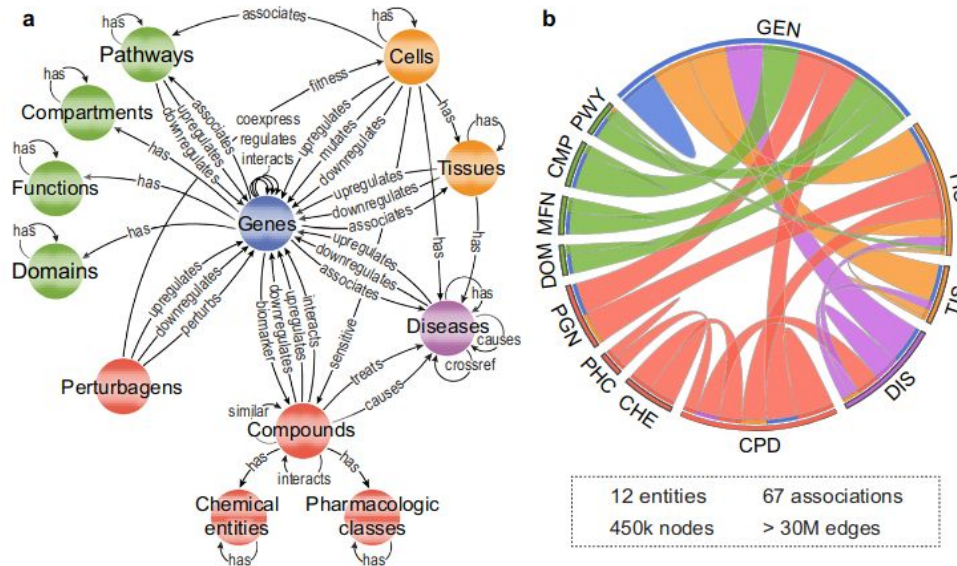 a
has
associates
has
Pathways
Cells
has
Compartments
has
Functions
has
Domains
associates
upregulates
downregulates
fitness
coexpress
regulates
interacts
upregulates
mutates
downregulates
has
has
Tissues
has
Genes
has
upregulates
downregulates
associates
has
has
upregulates
downregulates
associates
upregulates
downregulates
perturbs
Perturbagens
biomarker
downregulates
upregulates
interacts
sensitive
Diseases
has
causes
crossref
treats
causes
similar
Compounds
has
interacts
has
Chemical
entities
Pharmacologic
classes
has
has
b
GEN
PWY
CMP
MFN
DOM
PGN
PHC
CHE
CPD
DIS
TIS
12 entities 67 associations
450k nodes > 30M edges